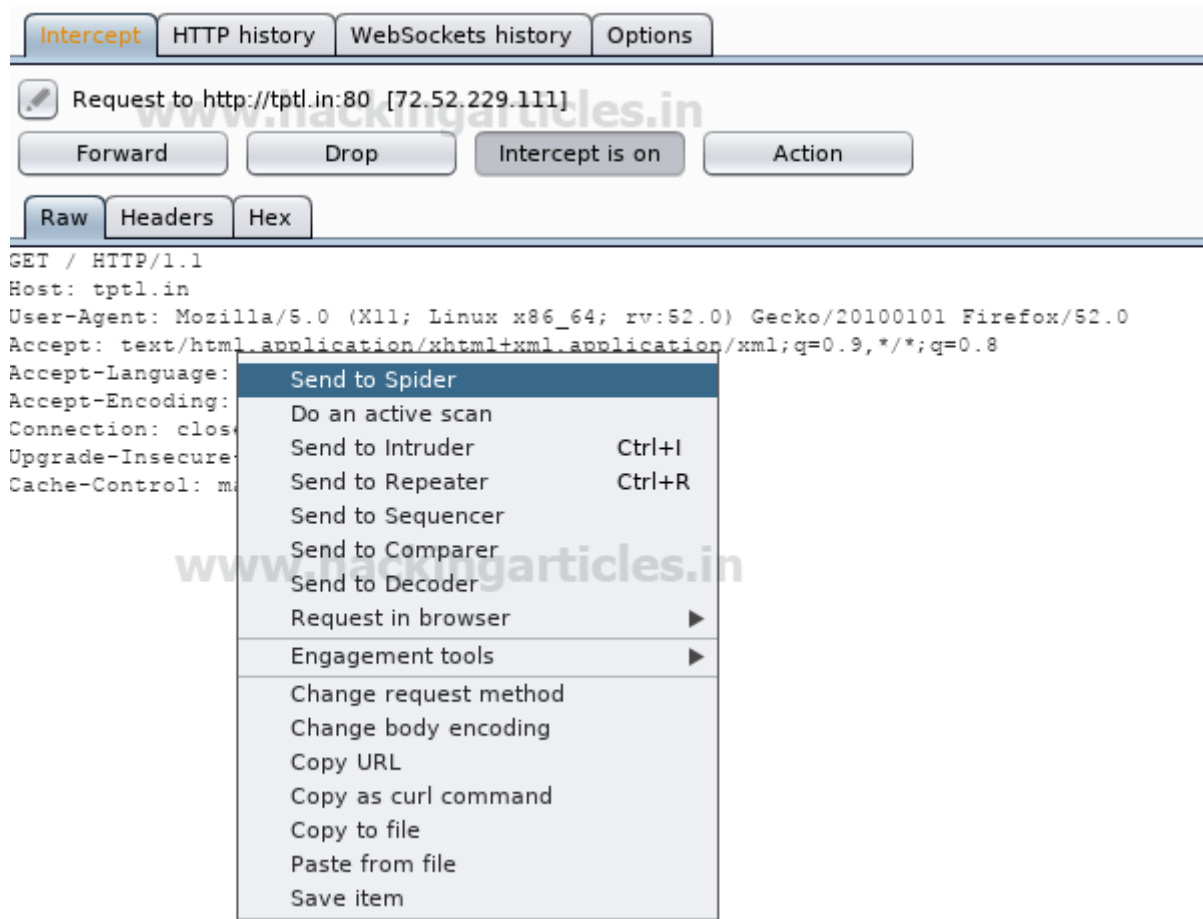 Intercept HTTP history WebSockets history Options
Request to http://tptl.in:80 [72.52.229.111]
www.hackingarticles.in
Forward Drop Intercept is on Action
Raw Headers Hex
GET / HTTP/1.1
Host: tptl.in
User-Agent: Mozilla/5.0 (X11; Linux x86_64; rv:52.0) Gecko/20100101 Firefox/52.0
Accept: text/html,application/xhtml+xml,application/xml;q=0.9,*/*;q=0.8
Accept-Language:
Accept-Encoding:
Connection: clos
Upgrade-Insecure-
Cache-Control: m
Send to Spider
Do an active scan
Send to Intruder Ctrl+I
Send to Repeater Ctrl+R
Send to Sequencer
Send to Comparer
www.hackingarticles.in
Send to Decoder
Request in browser
Engagement tools
Change request method
Change body encoding
Copy URL
Copy as curl command
Copy to file
Paste from file
Save item